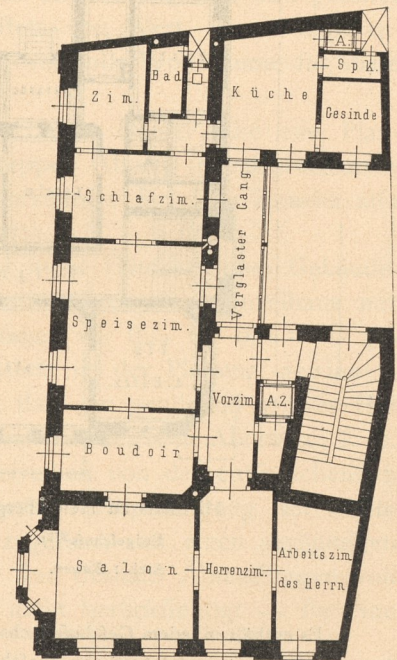 A.
Bad
Spk.
Zim.
Küche
Gesinde
Schlafzim.
Verglaster Gang
Speisezim.
Vorzim.
A.Z.
Boudoir
Salon
Herrenzim.
Arbeitszim
des Herrn